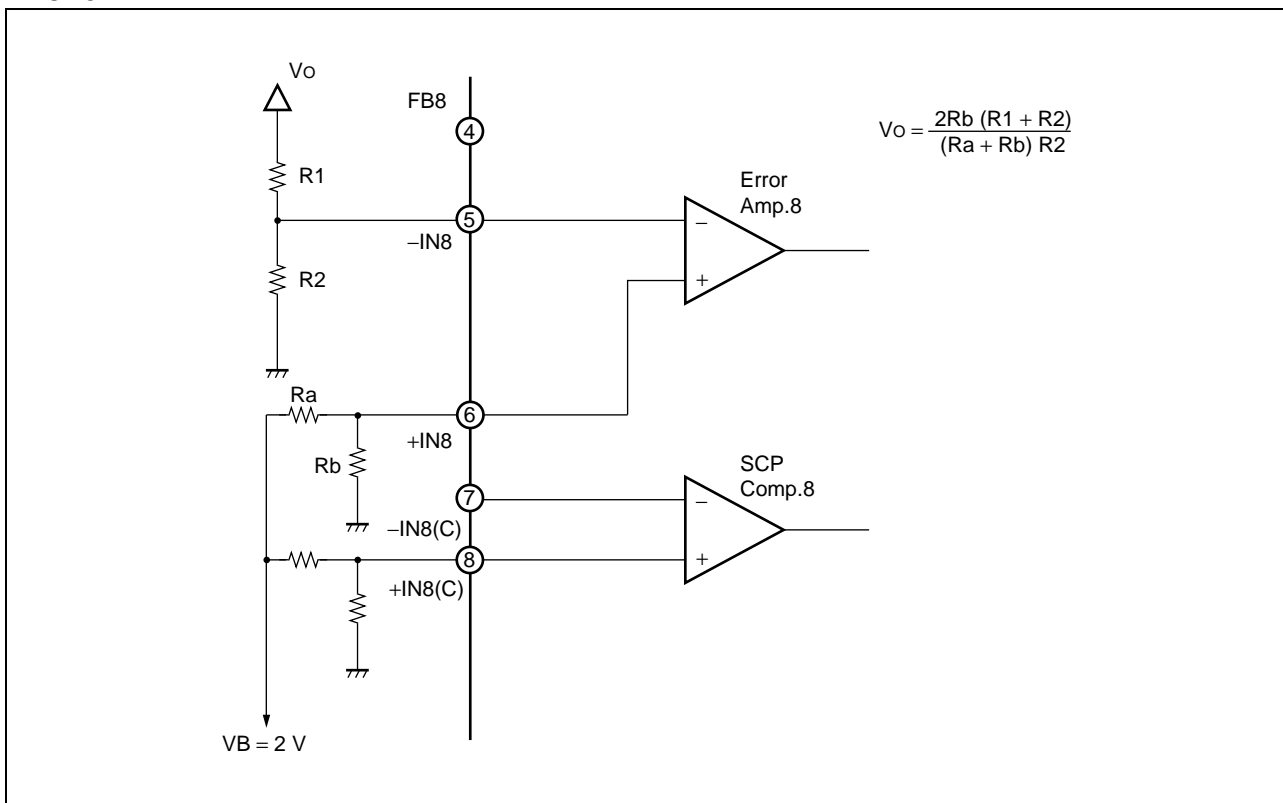 Vo
FB8
4
Vo = 2Rb (R1 + R2)
(Ra + Rb) R2
R1
Error
Amp.8
5
−
−IN8
R2
+
Ra
6
+IN8
Rb
SCP
Comp.8
7
−
−IN8(C)
8
+
+IN8(C)
VB = 2 V